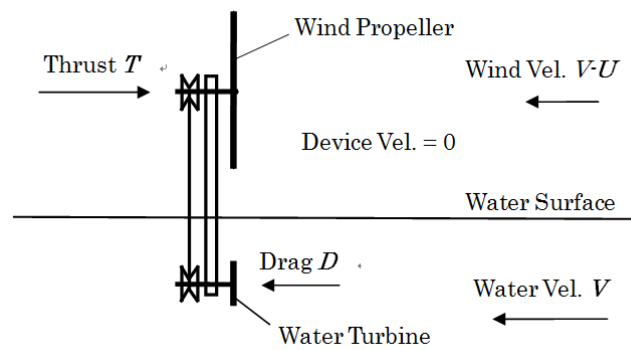 Wind Propeller
Thrust T
Wind Vel. V-U
Device Vel. = 0
Water Surface
Drag D
Water Vel. V
Water Turbine